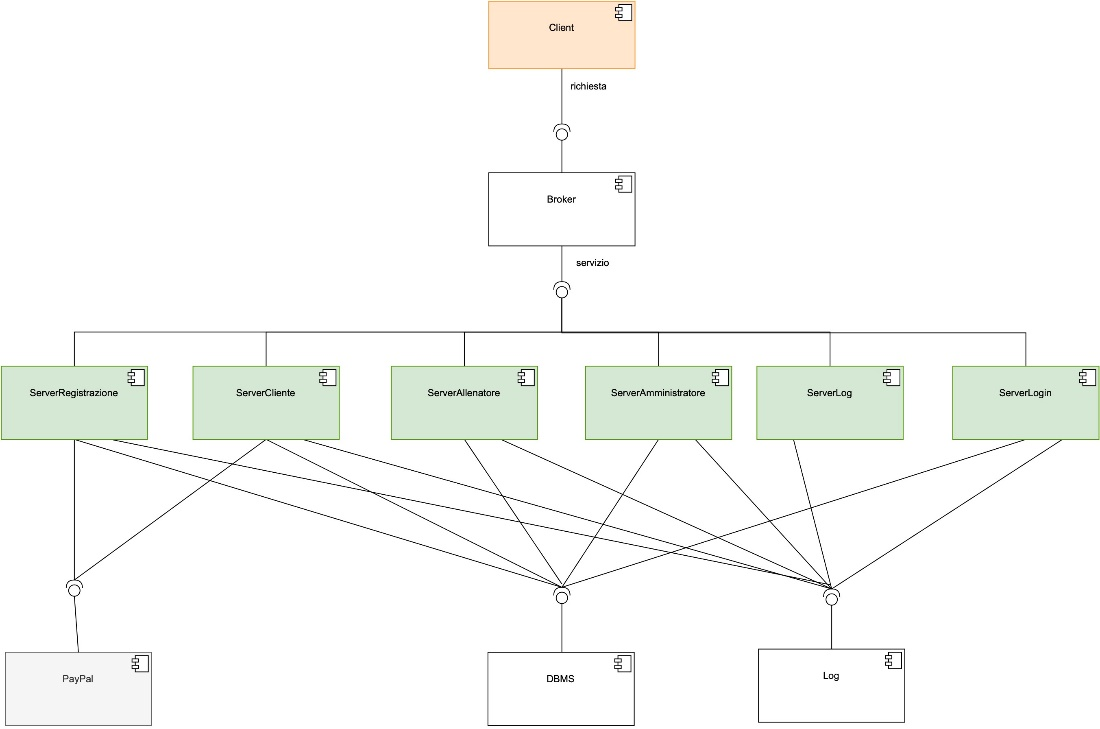 Client
richiesta
Broker
servizio
ServerRegistrazione
ServerCliente
ServerAllenatore
ServerAmministratore
ServerLog
ServerLogin
PayPal
DBMS
Log